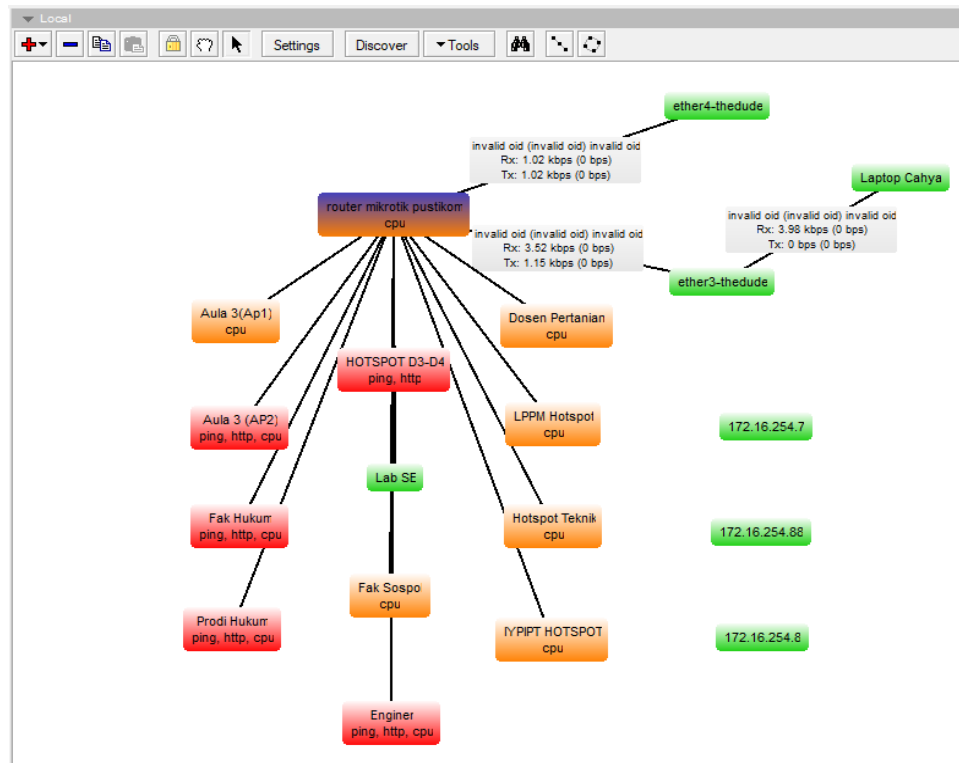 Local
Settings
Discover
Tools
ether4-thedude
invalid oid (invalid oid) invalid oid
Rx: 1.02 kbps (0 bps)
Tx: 1.02 kbps (0 bps)
Laptop Cahya
router mikrotik pustikom
cpu
invalid oid (invalid oid) invalid oid
Rx: 3.98 kbps (0 bps)
Tx: 0 bps (0 bps)
invalid oid (invalid oid) invalid oid
Rx: 3.52 kbps (0 bps)
Tx: 1.15 kbps (0 bps)
ether3-thedude
Aula 3(Ap1)
cpu
Dosen Pertanian
cpu
HOTSPOT D3-D4
ping, http
Aula 3 (AP2)
ping, http, cpu
LPPM Hotspot
cpu
172.16.254.7
Lab SE
Fak Hukum
ping, http, cpu
Hotspot Teknik
cpu
172.16.254.88
Fak Sospol
cpu
Prodi Hukum
ping, http, cpu
IYPIPT HOTSPOT
cpu
172.16.254.8
Enginer
ping, http, cpu